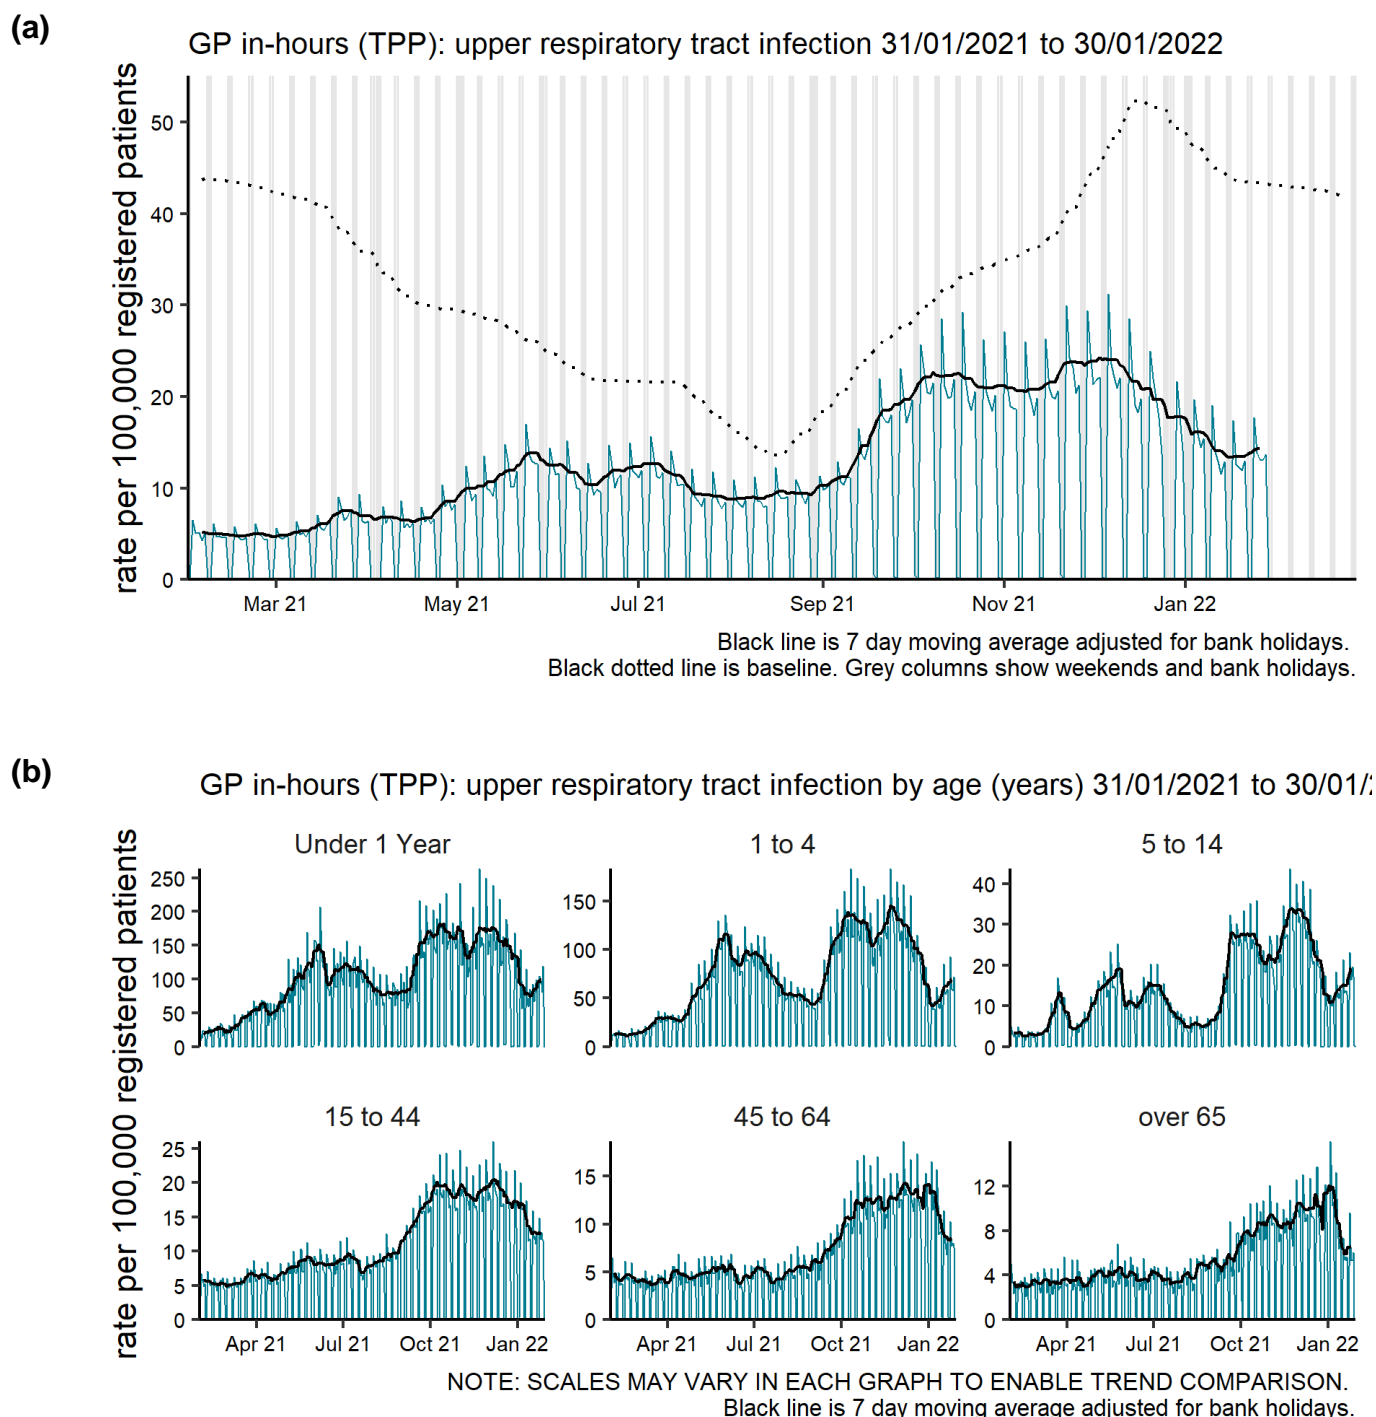 (a)
GP in-hours (TPP): upper respiratory tract infection 31/01/2021 to 30/01/2022
rate per 100,000 registered patients
50
40
30
20
10
0
Mar 21 May 21 Jul 21 Sep 21 Nov 21 Jan 22
Black line is 7 day moving average adjusted for bank holidays.
Black dotted line is baseline. Grey columns show weekends and bank holidays.
(b)
GP in-hours (TPP): upper respiratory tract infection by age (years) 31/01/2021 to 30/01/
rate per 100,000 registered patients
Under 1 Year
250
200
150
100
50
0
1 to 4
150
100
50
0
5 to 14
40
30
20
10
0
15 to 44
25
20
15
10
5
0
Apr 21 Jul 21 Oct 21 Jan 22
45 to 64
15
10
5
0
Apr 21 Jul 21 Oct 21 Jan 22
over 65
12
8
4
0
Apr 21 Jul 21 Oct 21 Jan 22
NOTE: SCALES MAY VARY IN EACH GRAPH TO ENABLE TREND COMPARISON.
Black line is 7 day moving average adjusted for bank holidays.